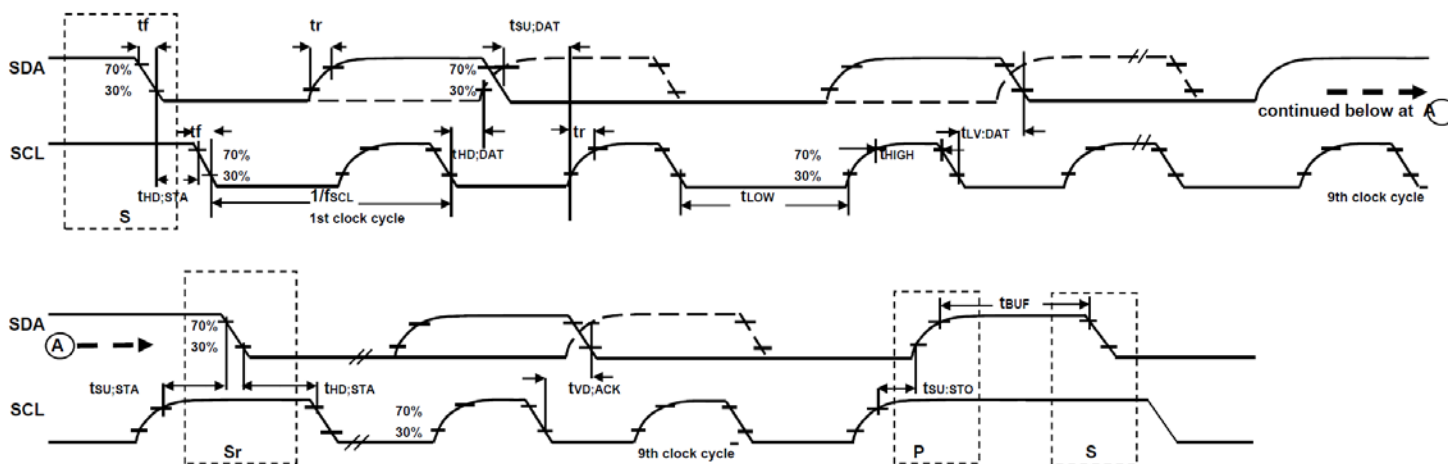 tf
tr
tSU;DAT
SDA
70%
30%
70%
30%
continued below at A
tf
tHD;DAT
tr
tLV:DAT
SCL
70%
30%
70%
30%
tHIGH
tHD;STA
1/fSCL
tLOW
S
1st clock cycle
9th clock cycle
tBUF
SDA
70%
30%
A
tSU;STA
tHD;STA
tVD;ACK
tSU:STO
SCL
70%
30%
Sr
9th clock cycle
P
S